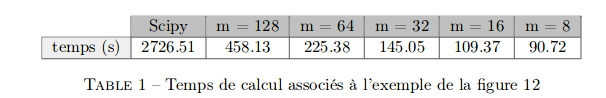 Scipy m = 128 m = 64 m = 32 m = 16 m = 8
temps (s) 2726.51 458.13 225.38 145.05 109.37 90.72
Table 1 – Temps de calcul associés à l'exemple de la figure 12